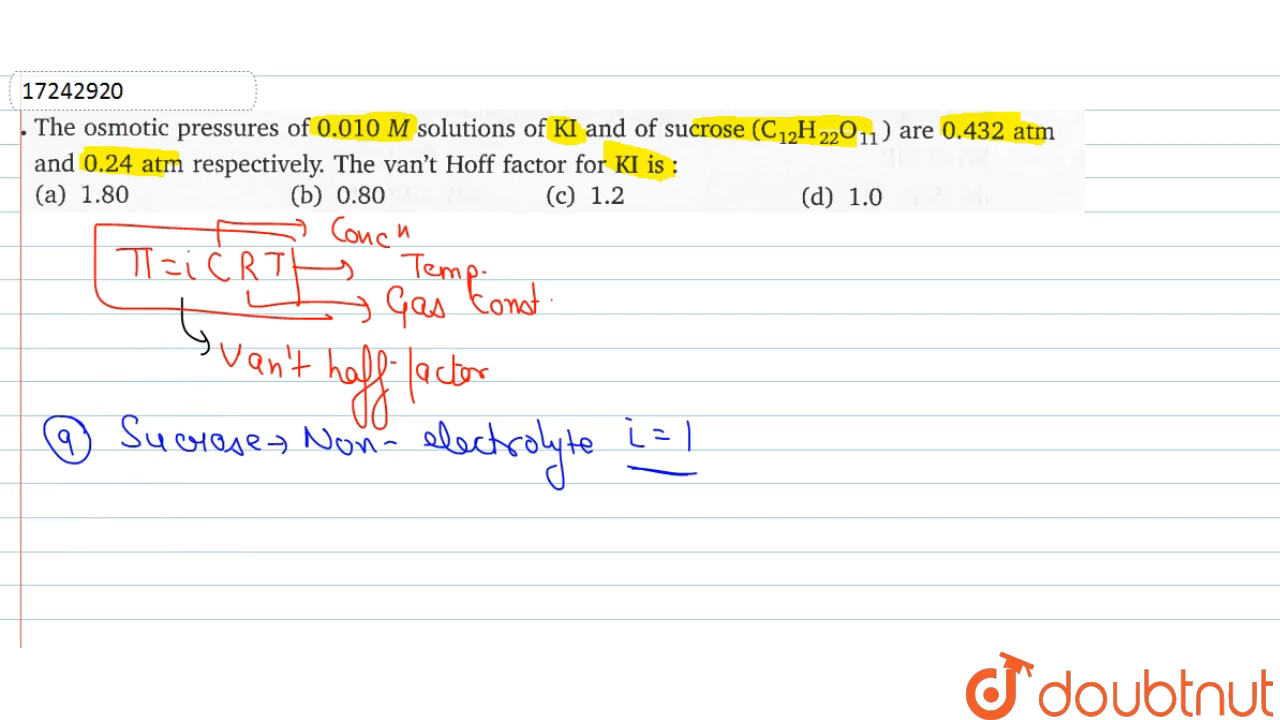 17242920
. The osmotic pressures of 0.010 M solutions of KI and of sucrose (C₁₂H₂₂O₁₁) are 0.432 atm
and 0.24 atm respectively. The van’t Hoff factor for KI is :
(a) 1.80 (b) 0.80 (c) 1.2 (d) 1.0
Concⁿ
π = i C R T
Temp.
Gas Const.
Van't hoff factor
(a) Sucrose → Non-electrolyte i = 1
doubtnut